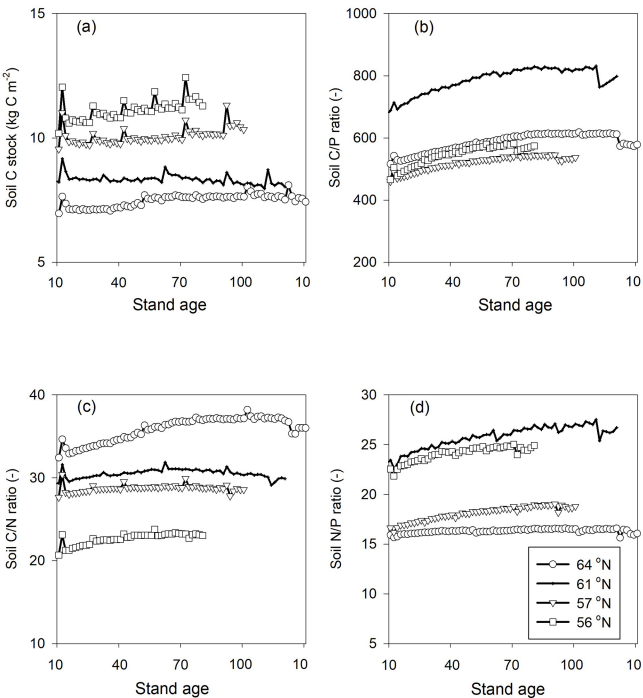 (a)
15
10
5
Soil C stock (kg C m-2)
10 40 70 100 10
Stand age
(b)
1000
800
600
400
200
Soil C/P ratio (-)
10 40 70 100 10
Stand age
(c)
40
30
20
10
Soil C/N ratio (-)
10 40 70 100 10
Stand age
(d)
30
25
20
15
10
5
Soil N/P ratio (-)
10 40 70 100 10
Stand age
64 °N
61 °N
57 °N
56 °N